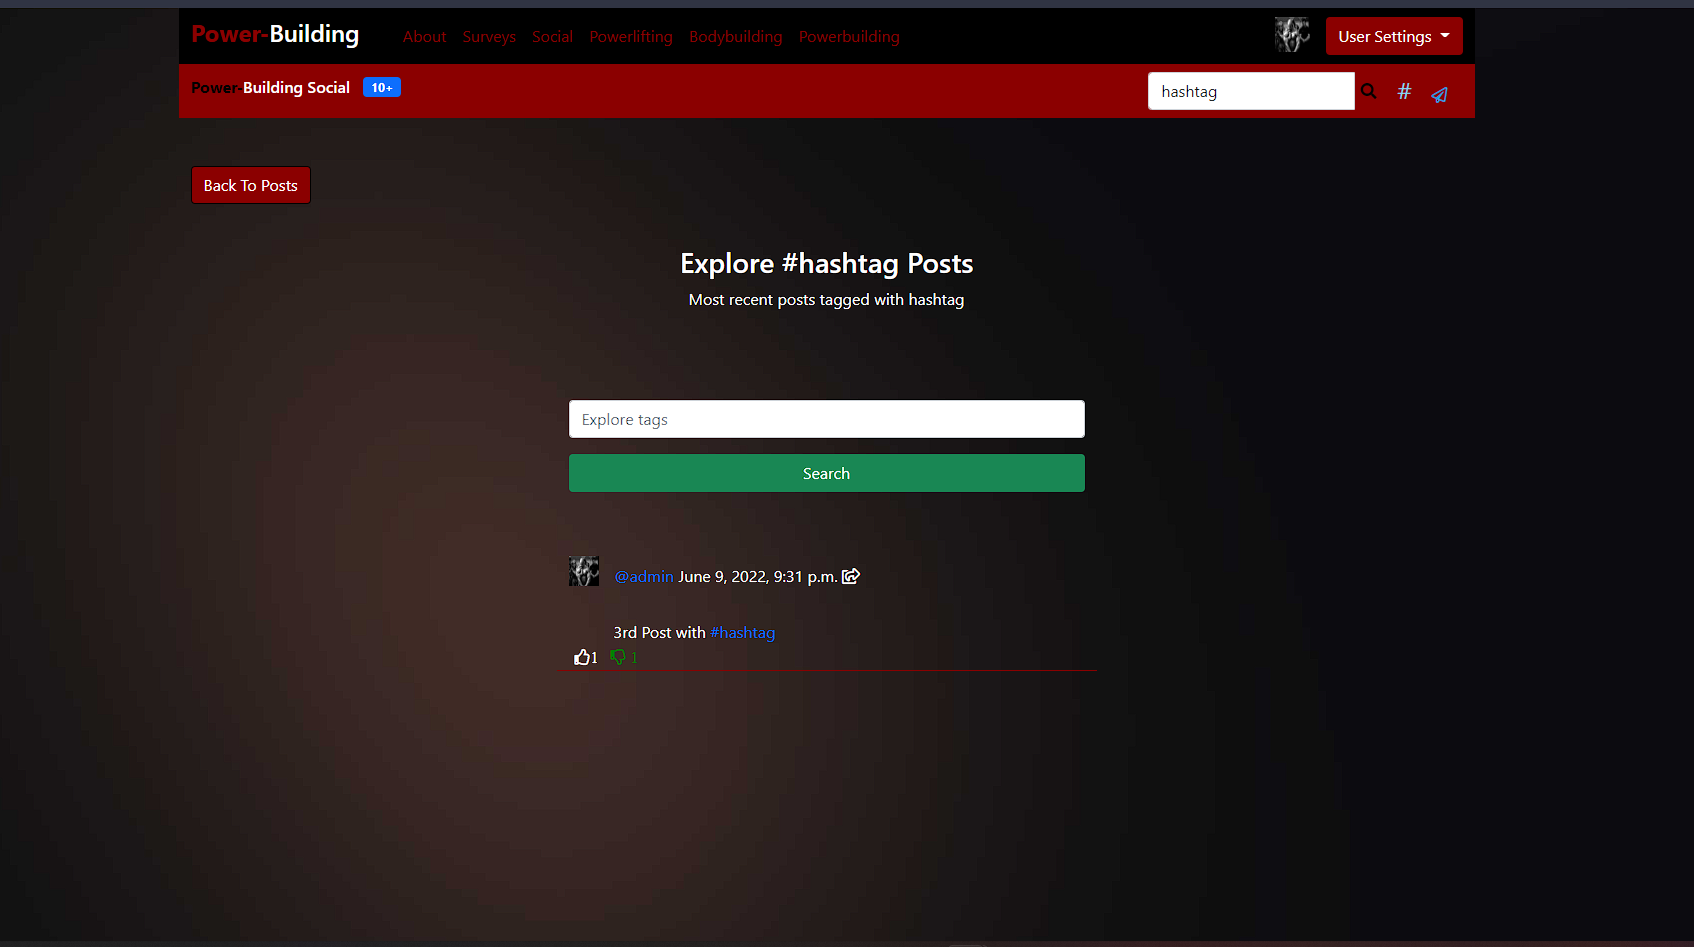 Power-Building About Surveys Social Powerlifting Bodybuilding Powerbuilding User Settings
Power-Building Social 10+ hashtag #
Back To Posts
Explore #hashtag Posts
Most recent posts tagged with hashtag
Explore tags
Search
@admin June 9, 2022, 9:31 p.m.
3rd Post with #hashtag
1 1